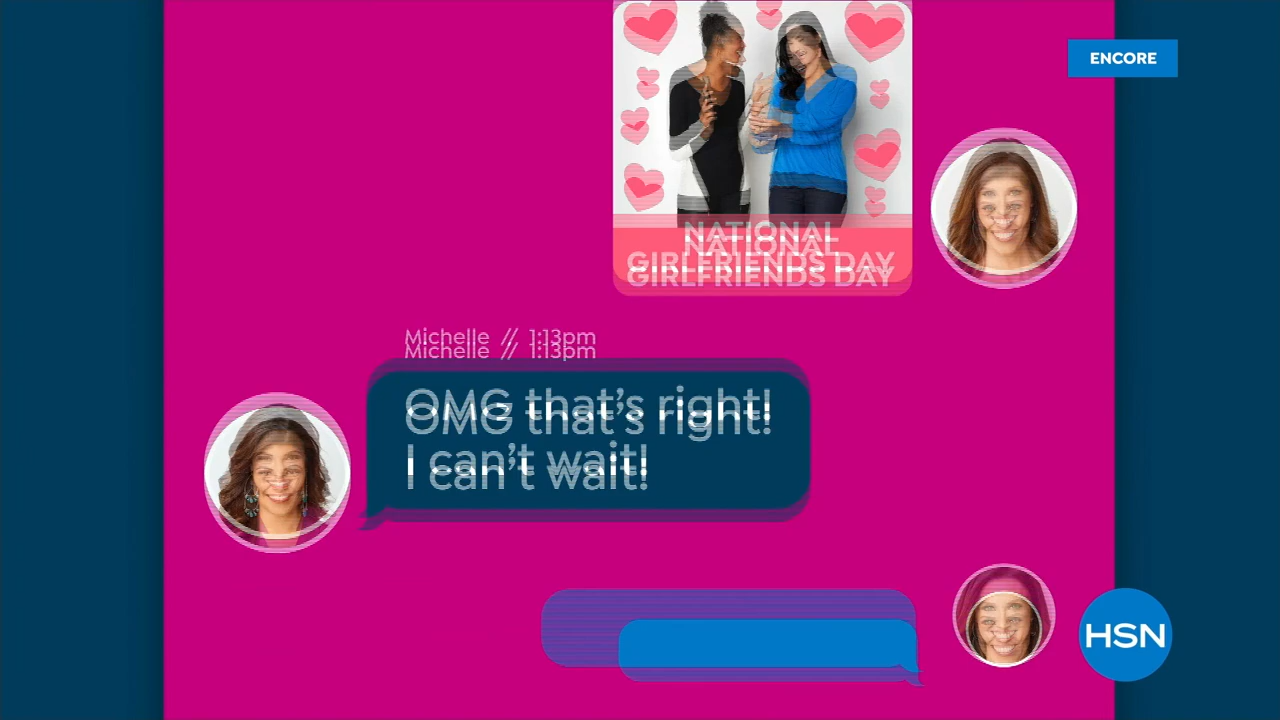 ENCORE
NATIONAL
GIRLFRIENDS DAY
Michelle // 1:13pm
OMG that's right!
I can't wait!
HSN